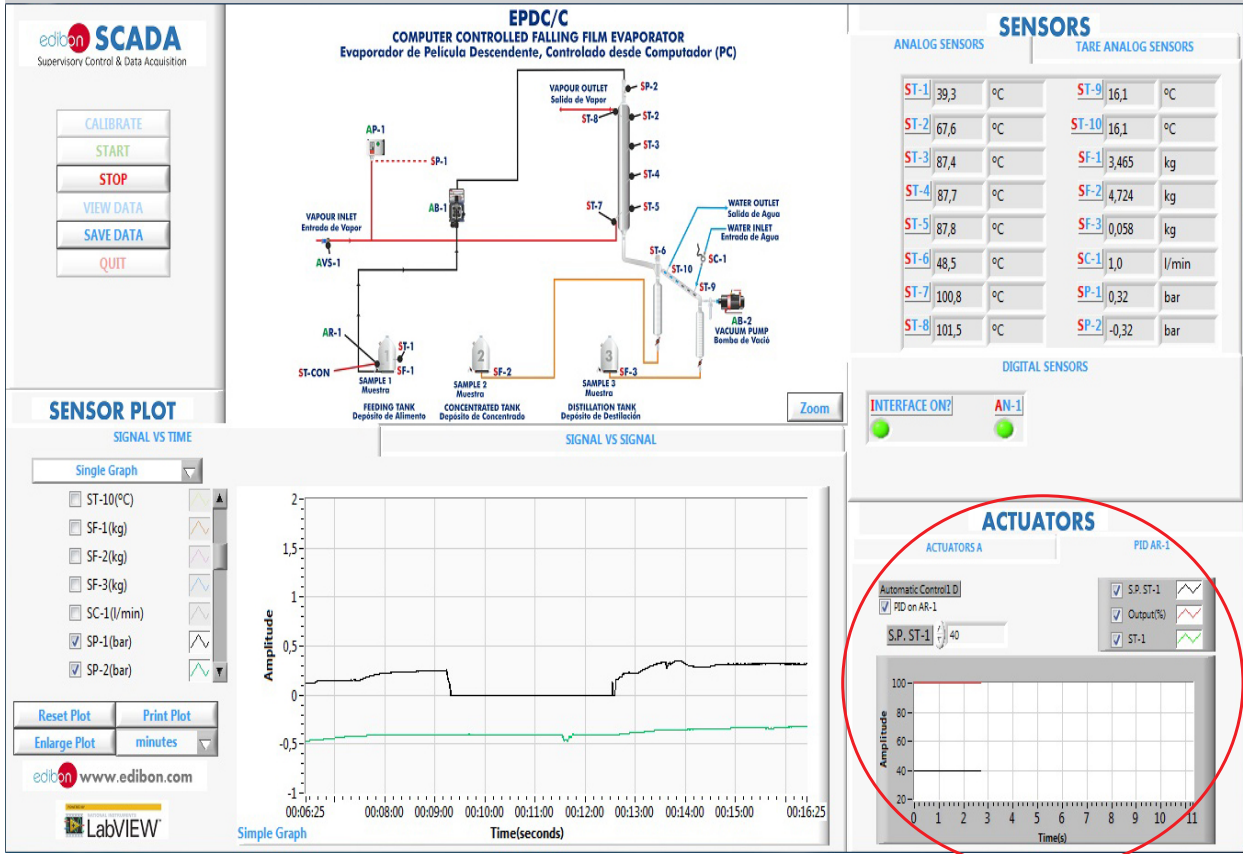 edibon SCADA
Supervisory Control & Data Acquisition
CALIBRATE
START
STOP
VIEW DATA
SAVE DATA
QUIT
EPDC/C
COMPUTER CONTROLLED FALLING FILM EVAPORATOR
Evaporador de Película Descendente, Controlado desde Computador (PC)
VAPOUR OUTLET
Salida de Vapor
SP-2
ST-8
ST-2
AP-1
ST-3
SP-1
ST-4
AB-1
ST-7
ST-5
WATER OUTLET
Salida de Agua
VAPOUR INLET
Entrada de Vapor
WATER INLET
Entrada de Agua
ST-6
SC-1
AVS-1
ST-10
ST-9
AB-2
VACUUM PUMP
Bomba de Vació
AR-1
ST-1
1
2
3
ST-CON
SF-1
SF-2
SF-3
SAMPLE 1
Muestra
SAMPLE 2
Muestra
SAMPLE 3
Muestra
FEEDING TANK
Depósito de Alimento
CONCENTRATED TANK
Depósito de Concentrado
DISTILLATION TANK
Depósito de Destilación
Zoom
SENSORS
ANALOG SENSORS
TARE ANALOG SENSORS
ST-1 39,3 ºC
ST-9 16,1 ºC
ST-2 67,6 ºC
ST-10 16,1 ºC
ST-3 87,4 ºC
SF-1 3,465 kg
ST-4 87,7 ºC
SF-2 4,724 kg
ST-5 87,8 ºC
SF-3 0,058 kg
ST-6 48,5 ºC
SC-1 1,0 l/min
ST-7 100,8 ºC
SP-1 0,32 bar
ST-8 101,5 ºC
SP-2 -0,32 bar
DIGITAL SENSORS
INTERFACE ON? AN-1
SENSOR PLOT
SIGNAL VS TIME
SIGNAL VS SIGNAL
Single Graph
ST-10(ºC)
SF-1(kg)
SF-2(kg)
SF-3(kg)
SC-1(l/min)
SP-1(bar)
SP-2(bar)
Reset Plot
Print Plot
Enlarge Plot
minutes
edibon www.edibon.com
LabVIEW
Amplitude
2
1,5
1
0,5
0
-0,5
-1
00:06:25 00:08:00 00:09:00 00:10:00 00:11:00 00:12:00 00:13:00 00:14:00 00:15:00 00:16:25
Time(seconds)
Simple Graph
ACTUATORS
ACTUATORS A
PID AR-1
Automatic Control1 D
PID on AR-1
S.P. ST-1 40
S.P. ST-1
Output(%)
ST-1
Amplitude
100
80
60
40
20
0 1 2 3 4 5 6 7 8 9 10 11
Time(s)